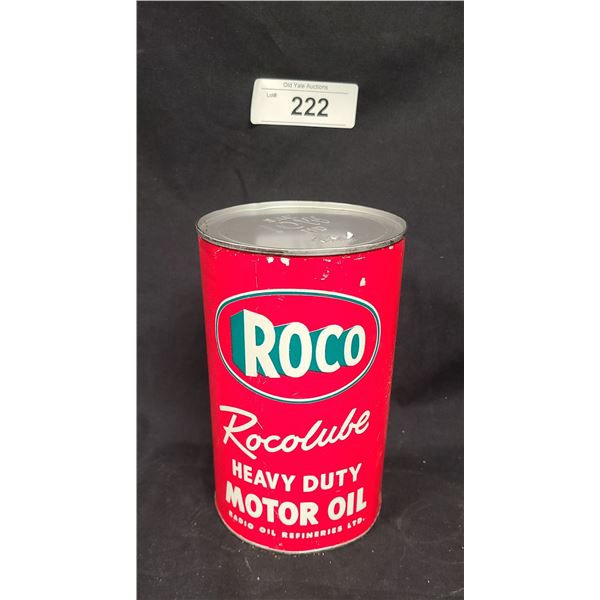 Old Yale Auctions
Lot#
222
ROCO
Rocolube
HEAVY DUTY
MOTOR OIL
RADIO OIL REFINERIES LTD.